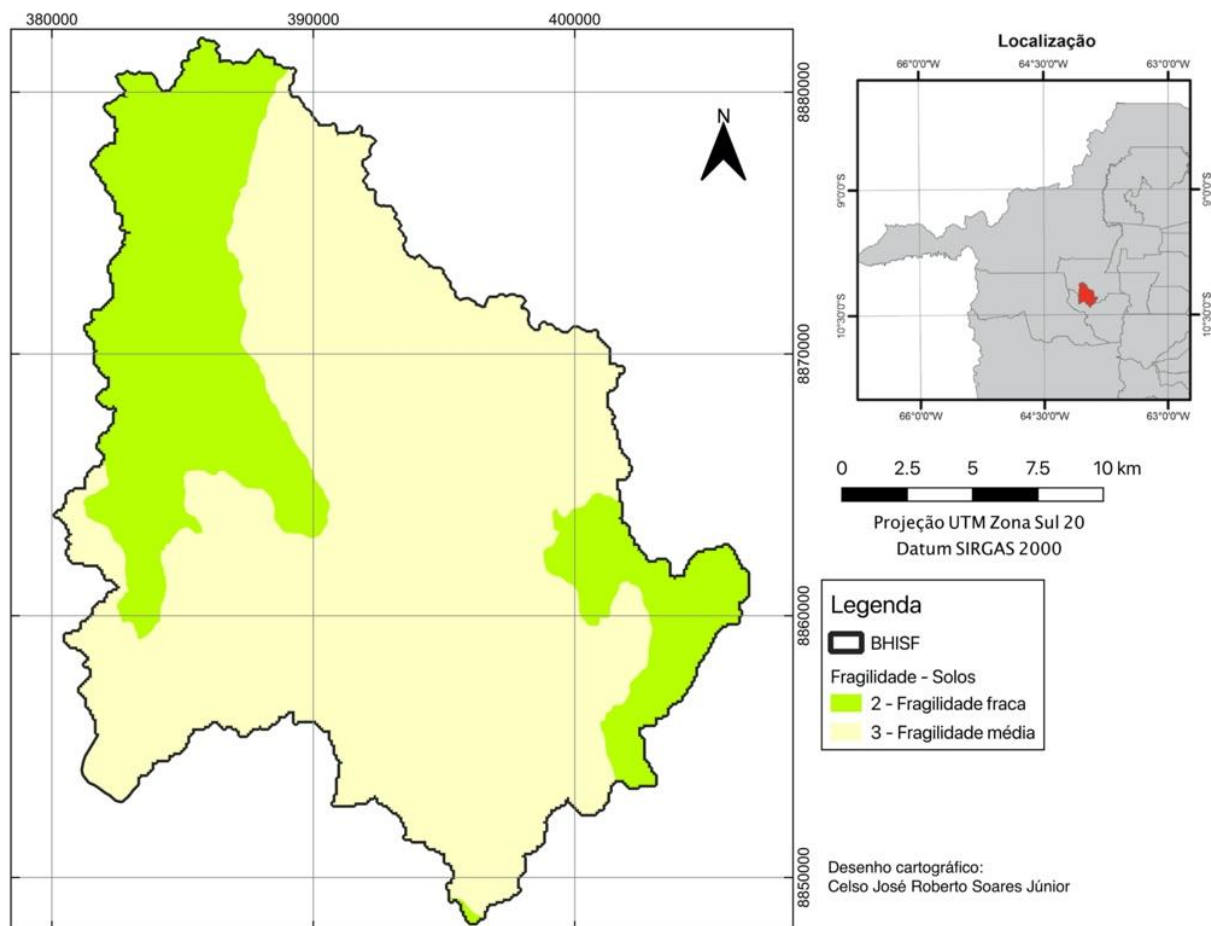 380000
390000
400000
8880000
8870000
8860000
8850000
N
Localização
66°0'0"W
64°30'0"W
63°0'0"W
9°0'0"S
9°0'0"S
10°30'0"S
10°30'0"S
66°0'0"W
64°30'0"W
63°0'0"W
0
2.5
5
7.5
10 km
Projeção UTM Zona Sul 20
Datum SIRGAS 2000
Legenda
BHISF
Fragilidade - Solos
2 - Fragilidade fraca
3 - Fragilidade média
Desenho cartográfico:
Celso José Roberto Soares Júnior